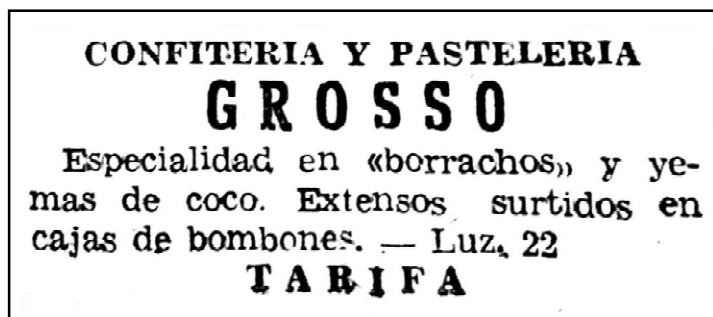 CONFITERIA Y PASTELERIA
GROSSO
Especialidad en «borrachos» y ye-
mas de coco. Extensos surtidos en
cajas de bombones. — Luz, 22
TARIFA